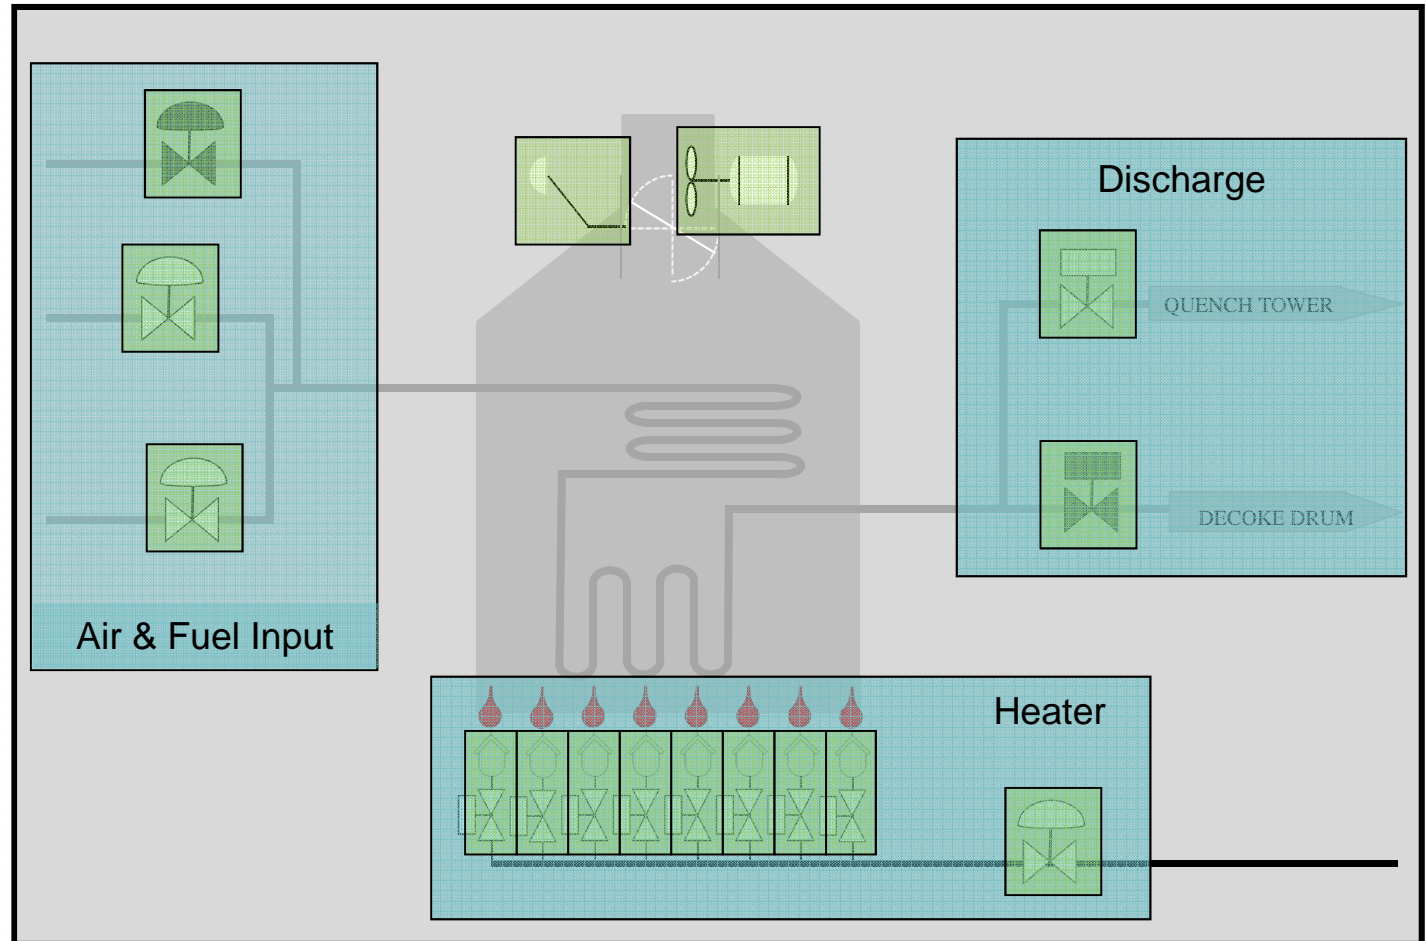 Discharge
QUENCH TOWER
DECOKE DRUM
Air & Fuel Input
Heater